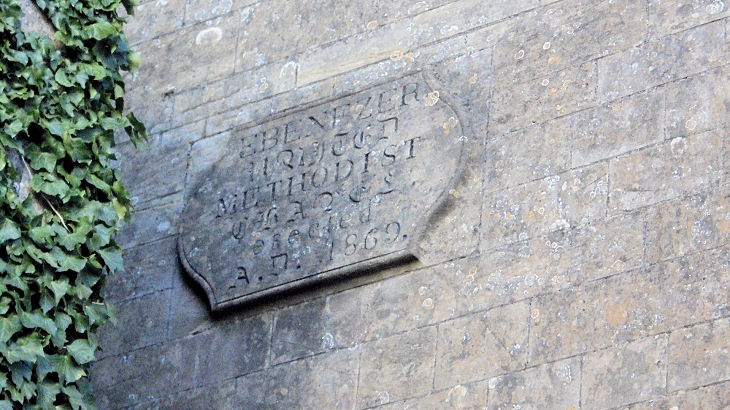 EBENEZER
UNITED
METHODIST
CHAPEL
erected
A.D. 1869.